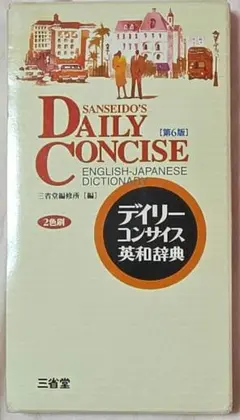 SANSEIDO'S
DAILY
[第6版]
CONCISE
ENGLISH-JAPANESE
DICTIONARY
三省堂編修所 [編]
2色刷
デイリー
コンサイス
英和辞典
三省堂